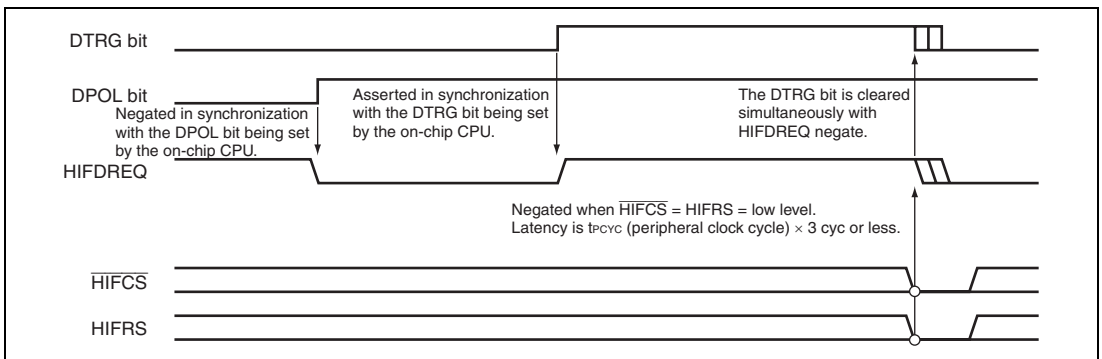 DTRG bit
DPOL bit
Negated in synchronization
with the DPOL bit being set
by the on-chip CPU.
Asserted in synchronization
with the DTRG bit being set
by the on-chip CPU.
The DTRG bit is cleared
simultaneously with
HIFDREQ negate.
HIFDREQ
Negated when HIFCS = HIFRS = low level.
Latency is tPCYC (peripheral clock cycle) × 3 cyc or less.
HIFCS
HIFRS